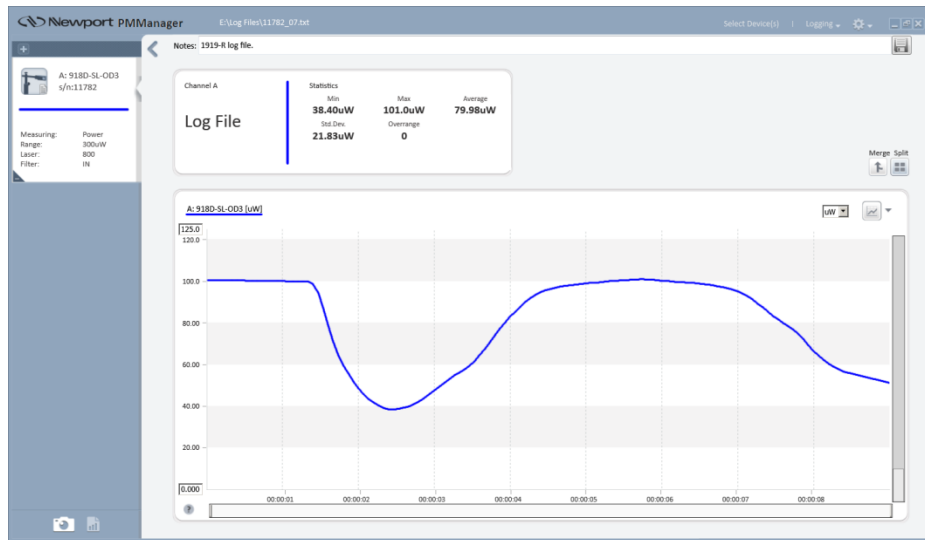 Newport PMManager
E:\Log Files\11782_07.txt
Select Device(s) | Logging
A: 918D-SL-OD3
s/n:11782
Measuring: Power
Range: 300uW
Laser: 800
Filter: IN
Notes: 1919-R log file.
Channel A
Log File
Statistics
Min Max Average
38.40uW 101.0uW 79.98uW
Std.Dev. Overrange
21.83uW 0
Merge Split
A: 918D-SL-OD3 [uW]
uW
125.0
120.0
100.0
80.00
60.00
40.00
20.00
0.000
00:00:01 00:00:02 00:00:03 00:00:04 00:00:05 00:00:06 00:00:07 00:00:08
?